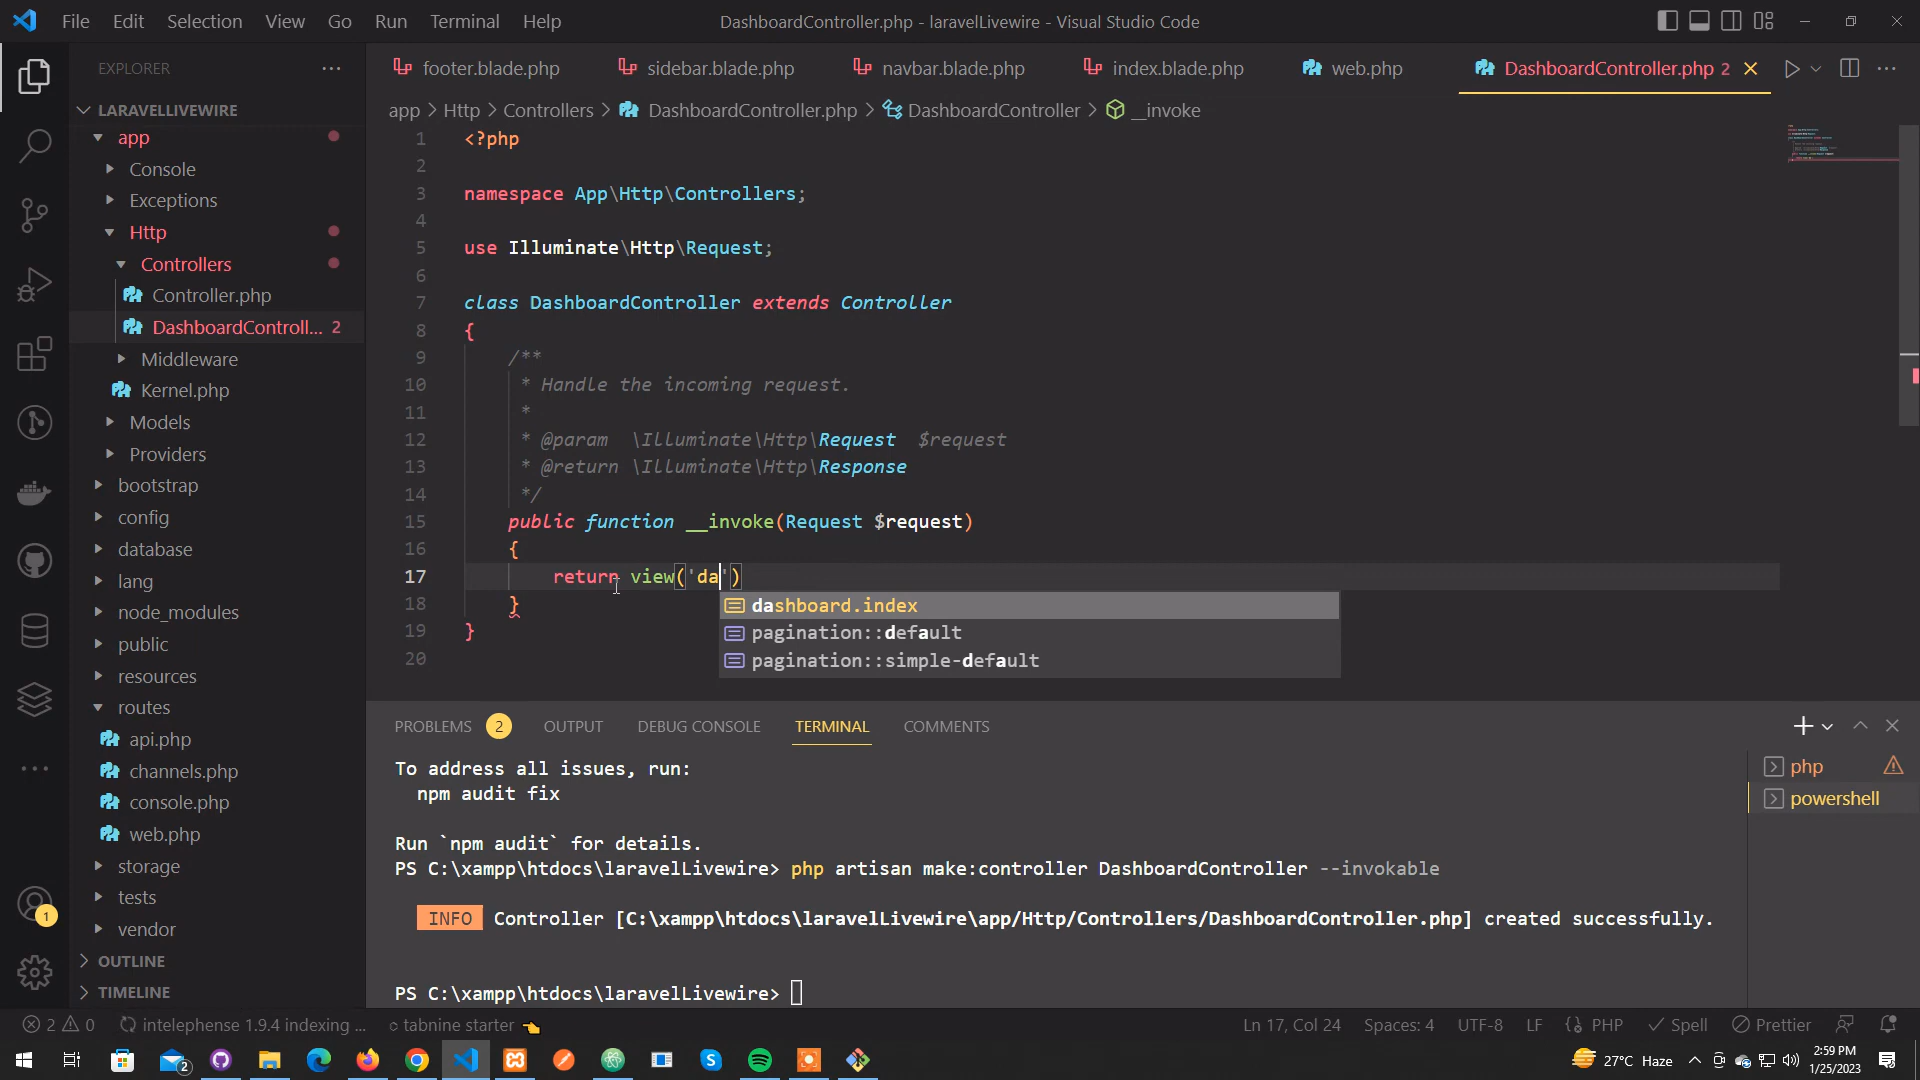 File Edit Selection View Go Run Terminal Help
DashboardController.php - laravelLivewire - Visual Studio Code
EXPLORER
LARAVELLIVEWIRE
app
Console
Exceptions
Http
Controllers
Controller.php
DashboardControll... 2
Middleware
Kernel.php
Models
Providers
bootstrap
config
database
lang
node_modules
public
resources
routes
api.php
channels.php
console.php
web.php
storage
tests
vendor
OUTLINE
TIMELINE
1
footer.blade.php sidebar.blade.php navbar.blade.php index.blade.php web.php DashboardController.php 2
app > Http > Controllers > DashboardController.php > DashboardController > __invoke
1 <?php
2
3 namespace App\Http\Controllers;
4
5 use Illuminate\Http\Request;
6
7 class DashboardController extends Controller
8 {
9 /**
10 * Handle the incoming request.
11 *
12 * @param \Illuminate\Http\Request $request
13 * @return \Illuminate\Http\Response
14 */
15 public function __invoke(Request $request)
16 {
17 return view('da')
18 }
19 }
20
dashboard.index
pagination::default
pagination::simple-default
PROBLEMS 2 OUTPUT DEBUG CONSOLE TERMINAL COMMENTS
To address all issues, run:
npm audit fix
Run `npm audit` for details.
PS C:\xampp\htdocs\laravelLivewire> php artisan make:controller DashboardController --invokable
INFO Controller [C:\xampp\htdocs\laravelLivewire\app/Http/Controllers/DashboardController.php] created successfully.
PS C:\xampp\htdocs\laravelLivewire>
php
powershell
2 0 intelephense 1.9.4 indexing ... tabnine starter
Ln 17, Col 24 Spaces: 4 UTF-8 LF PHP Spell Prettier
2
27°C Haze
2:59 PM
1/25/2023